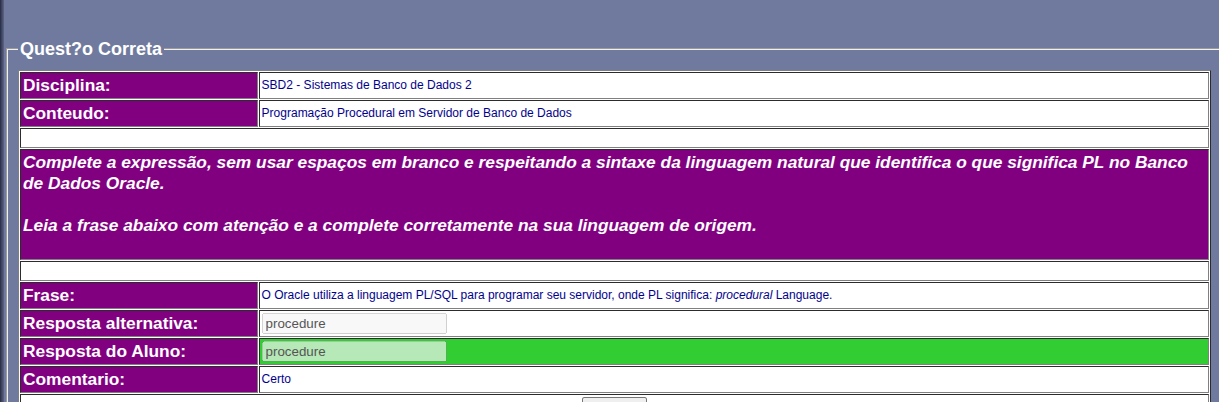 Quest?o Correta
Disciplina: SBD2 - Sistemas de Banco de Dados 2
Conteudo: Programação Procedural em Servidor de Banco de Dados
Complete a expressão, sem usar espaços em branco e respeitando a sintaxe da linguagem natural que identifica o que significa PL no Banco
de Dados Oracle.
Leia a frase abaixo com atenção e a complete corretamente na sua linguagem de origem.
Frase: O Oracle utiliza a linguagem PL/SQL para programar seu servidor, onde PL significa: procedural Language.
Resposta alternativa: procedure
Resposta do Aluno: procedure
Comentario: Certo